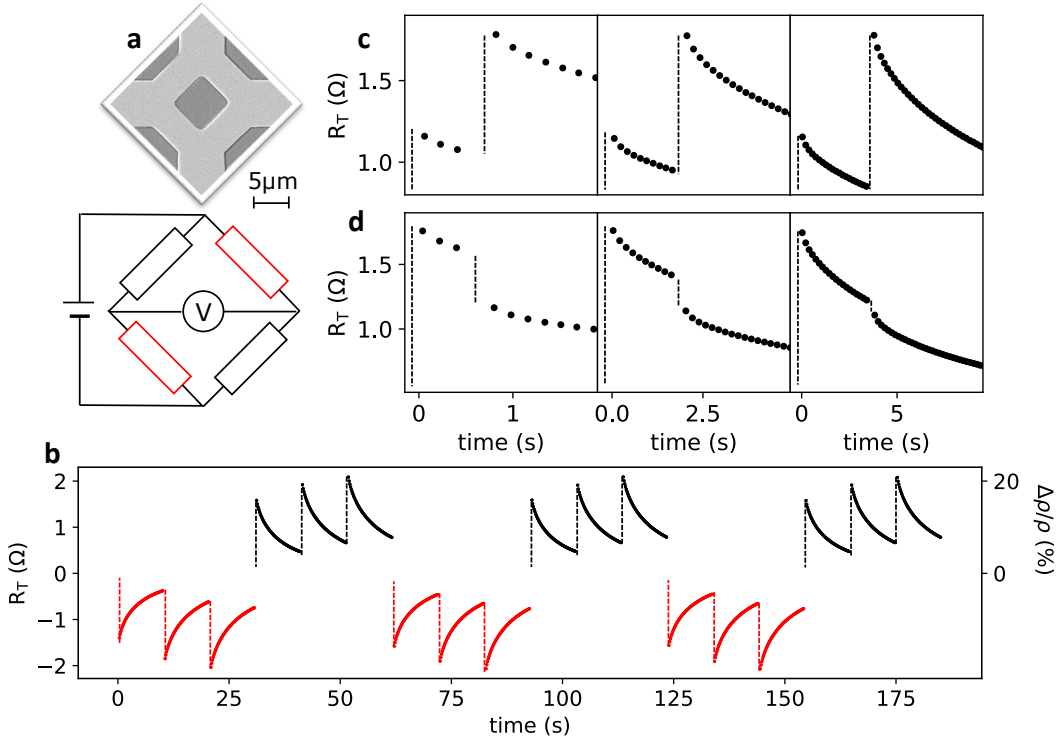 a
5μm
V
c
R_T (Ω)
1.5
1.0
d
R_T (Ω)
1.5
1.0
0 1 0.0 2.5 0 5
time (s) time (s) time (s)
b
R_T (Ω)
2
1
0
−1
−2
20
0
Δρ/ρ (%)
0 25 50 75 100 125 150 175
time (s)